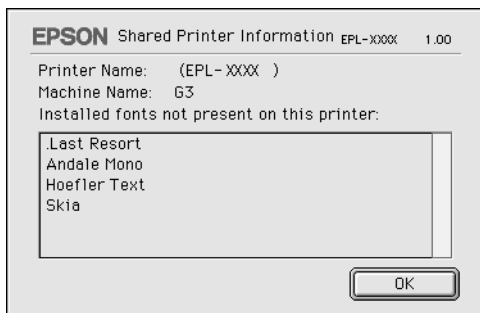 EPSON Shared Printer Information EPL-XXXX 1.00
Printer Name: (EPL-XXXX )
Machine Name: G3
Installed fonts not present on this printer:
.Last Resort
Andale Mono
Hoefler Text
Skia
OK